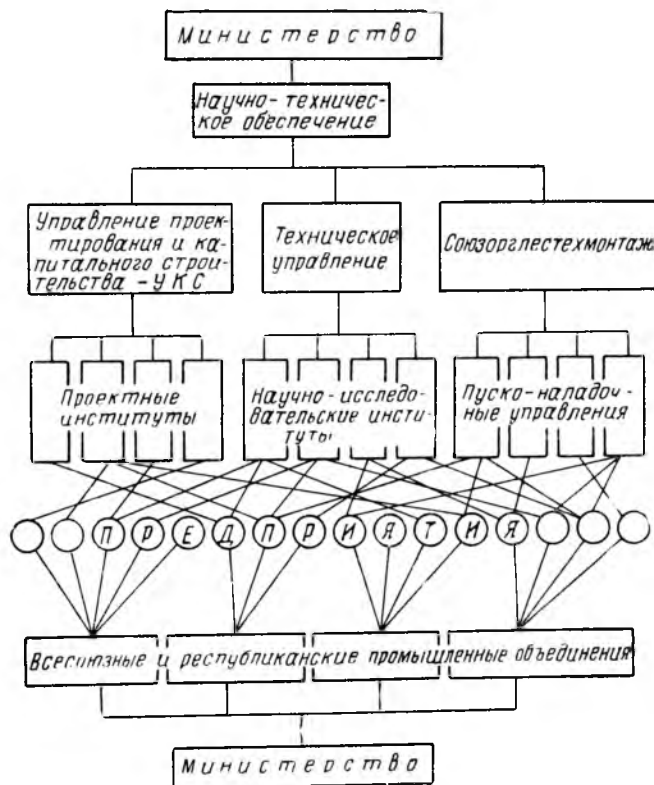 Министерство
Научно-техничес-
кое обеспечение
Управление проек-
тирования и ка-
питального строи-
тельства - УКС
Техническое
управление
Союзорглестехмонтаж
Проектные
институты
Научно-исследо-
вательские инсти-
туты
Пуско-наладоч-
ные управления
П Р Е Д П Р И Я Т И Я
Всесоюзные и республиканские промышленные объединения
Министерство